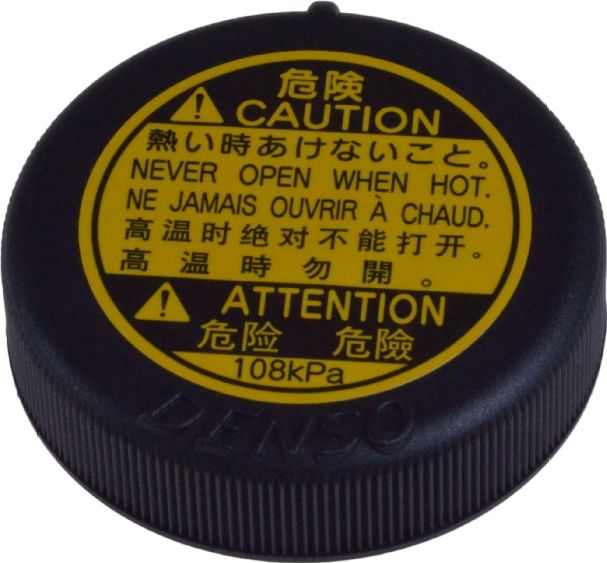 危険
CAUTION
熱い時あけないこと。
NEVER OPEN WHEN HOT.
NE JAMAIS OUVRIR À CHAUD.
高温时绝对不能打开。
高温時勿開。
ATTENTION
危险 危險
108kPa
DENSO